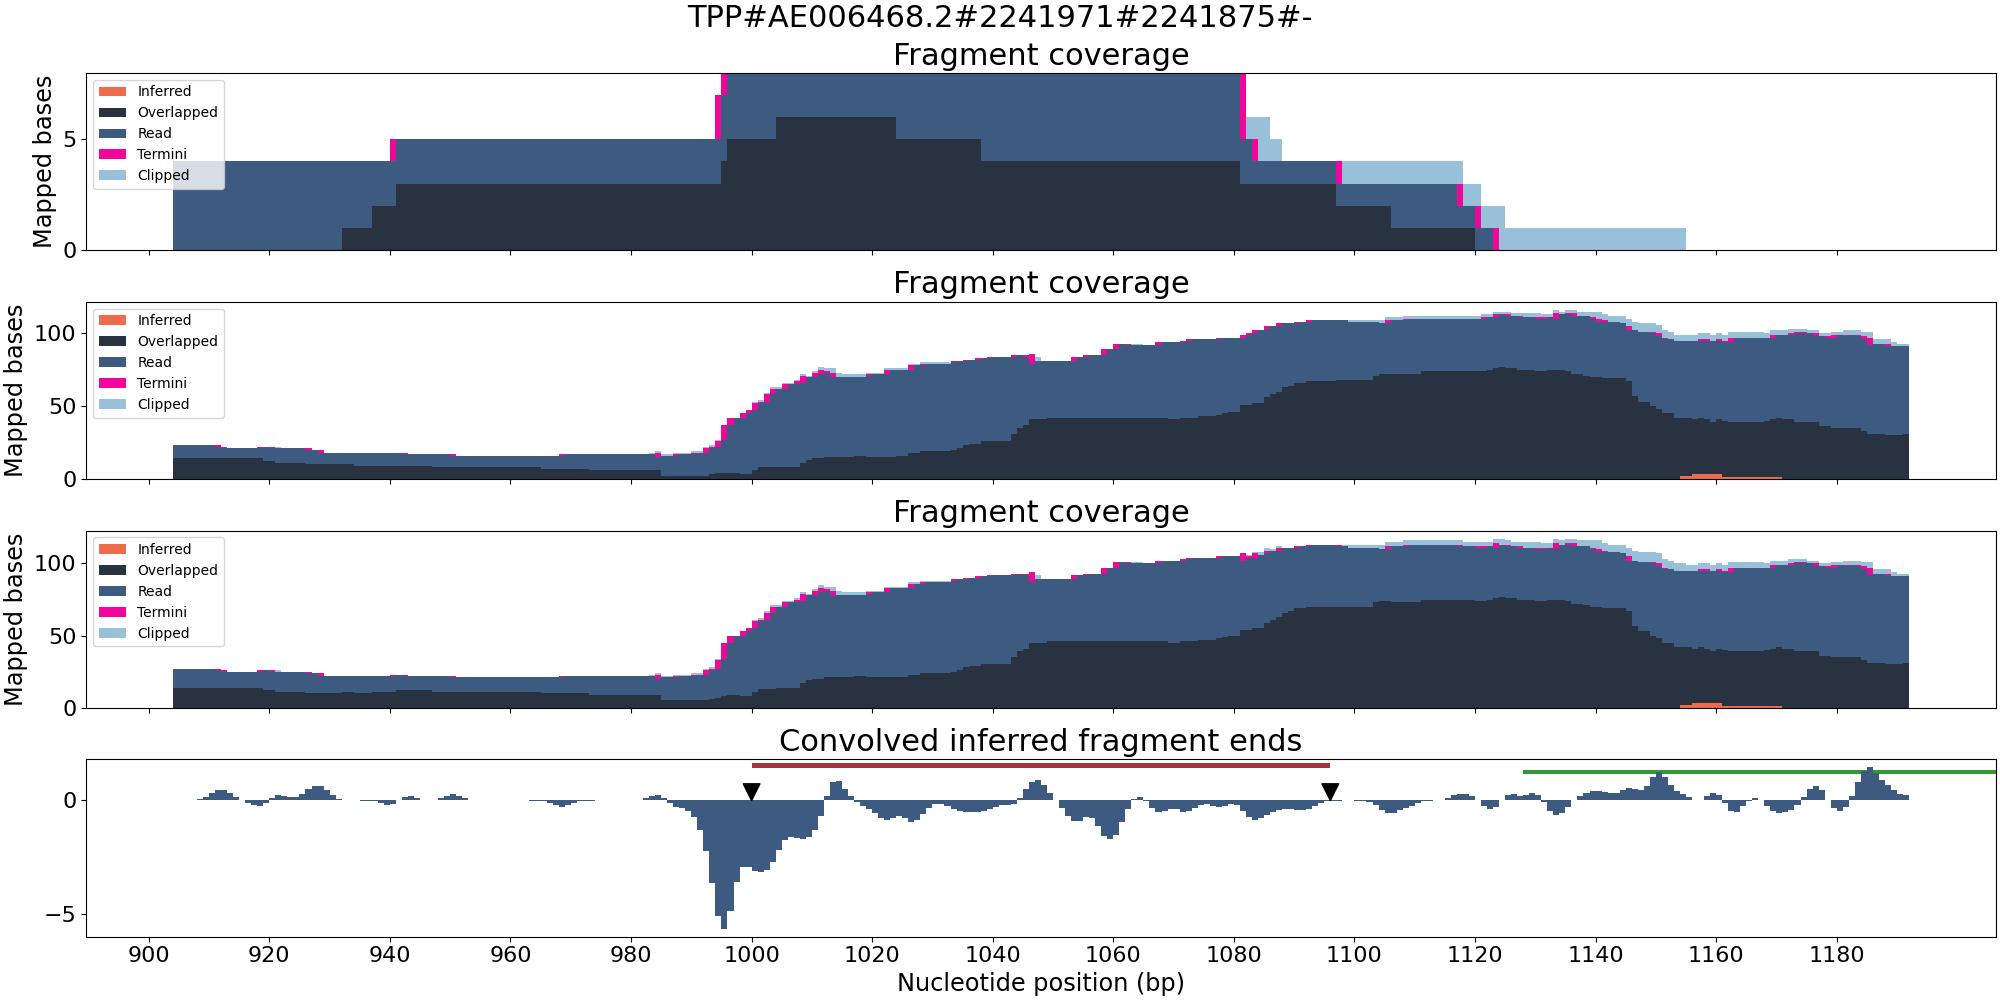 TPP#AE006468.2#2241971#2241875#-
Fragment coverage
Mapped bases
5
0
Inferred
Overlapped
Read
Termini
Clipped
Fragment coverage
Mapped bases
100
50
0
Inferred
Overlapped
Read
Termini
Clipped
Fragment coverage
Mapped bases
100
50
0
Inferred
Overlapped
Read
Termini
Clipped
Convolved inferred fragment ends
0
−5
900 920 940 960 980 1000 1020 1040 1060 1080 1100 1120 1140 1160 1180
Nucleotide position (bp)